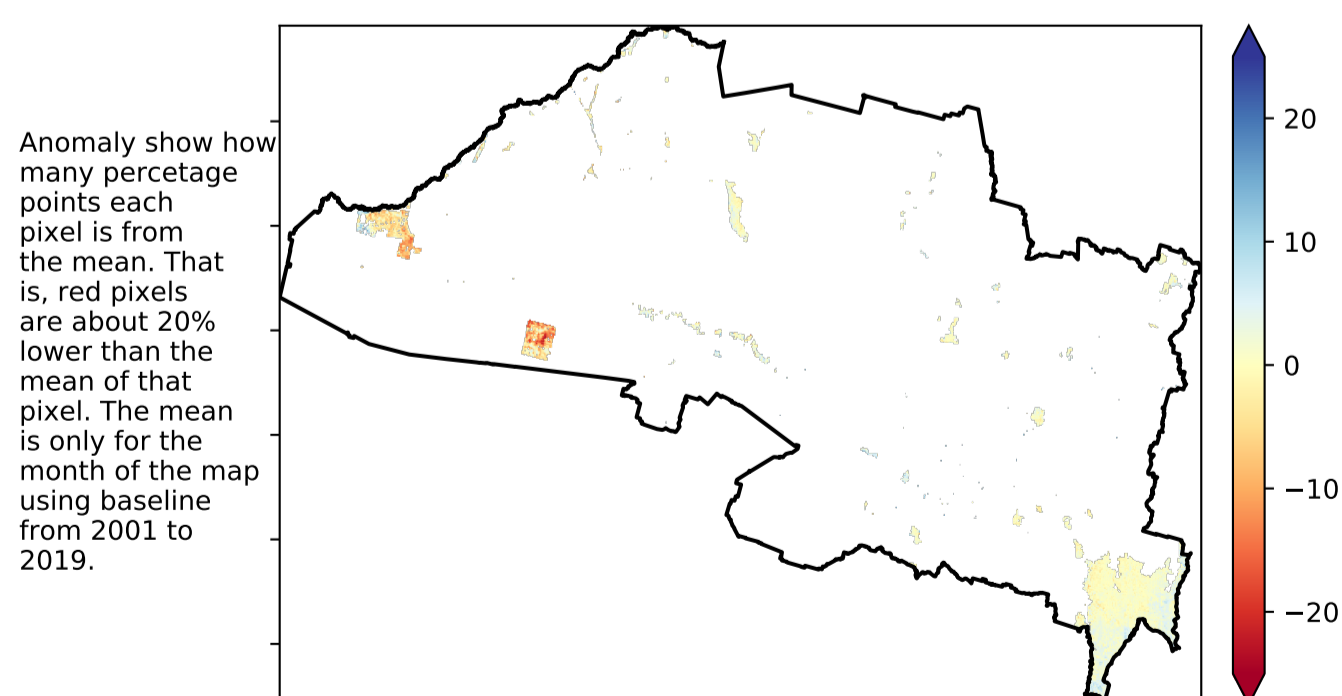 Anomaly show how
many percetage
points each
pixel is from
the mean. That
is, red pixels
are about 20%
lower than the
mean of that
pixel. The mean
is only for the
month of the map
using baseline
from 2001 to
2019.
20
10
0
−10
−20